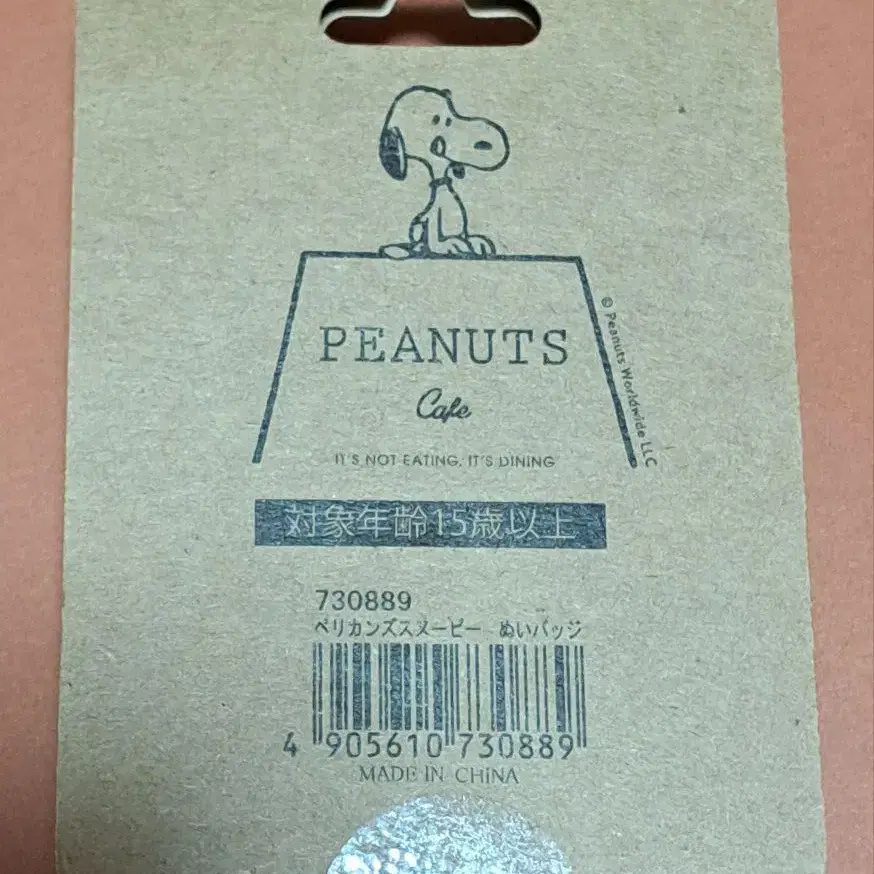 PEANUTS
Cafe
© Peanuts Worldwide LLC
IT'S NOT EATING, IT'S DINING
対象年齢15歳以上
730889
ペリカンズスヌーピー ぬいバッジ
4 905610 730889
MADE IN CHINA